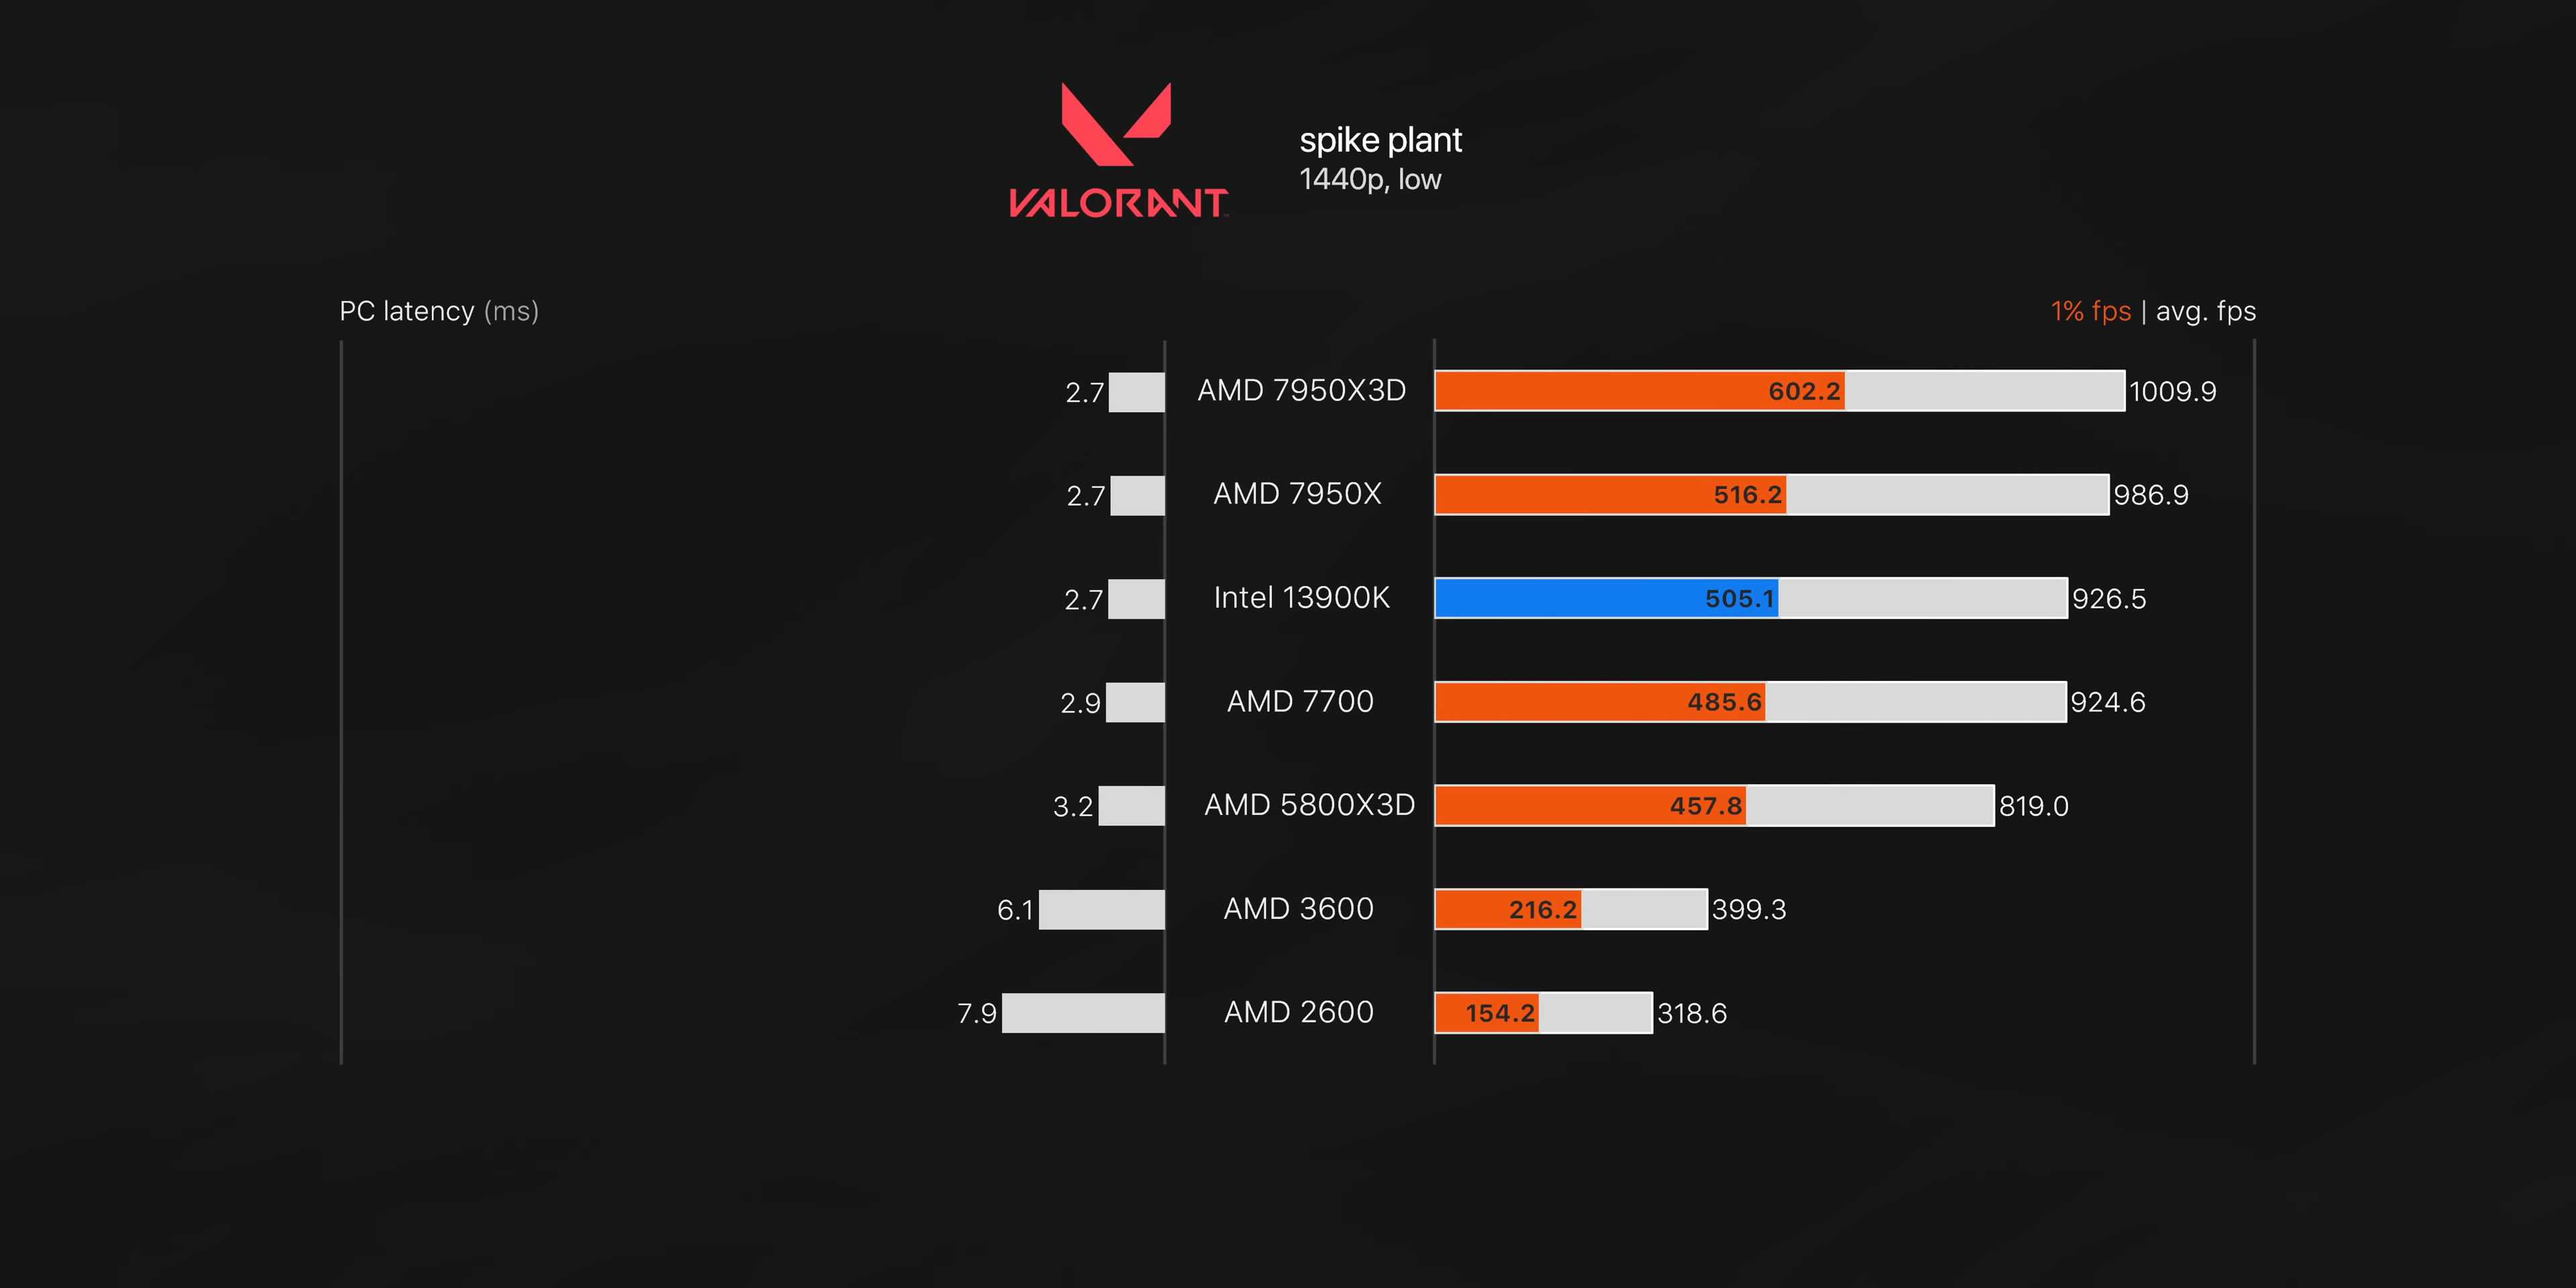 VALORANT
spike plant
1440p, low
PC latency (ms)
1% fps | avg. fps
2.7 AMD 7950X3D 602.2 1009.9
2.7 AMD 7950X 516.2 986.9
2.7 Intel 13900K 505.1 926.5
2.9 AMD 7700 485.6 924.6
3.2 AMD 5800X3D 457.8 819.0
6.1 AMD 3600 216.2 399.3
7.9 AMD 2600 154.2 318.6